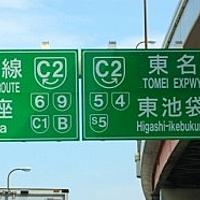 線
ROUTE
C2
座
6 9
C1 B
C2
東名
TOMEI EXPWY
5 4
東池袋
S5
Higashi-ikebukuro